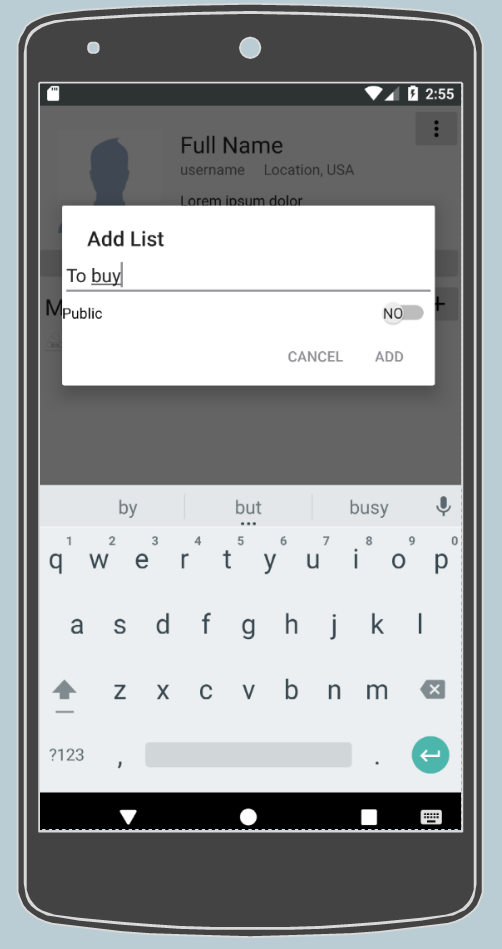 2:55
Full Name
username Location, USA
Lorem ipsum dolor
Add List
To buy
M
Public NO
+
CANCEL ADD
by but busy
1 2 3 4 5 6 7 8 9 0
q w e r t y u i o p
a s d f g h j k l
z x c v b n m
?123 , .